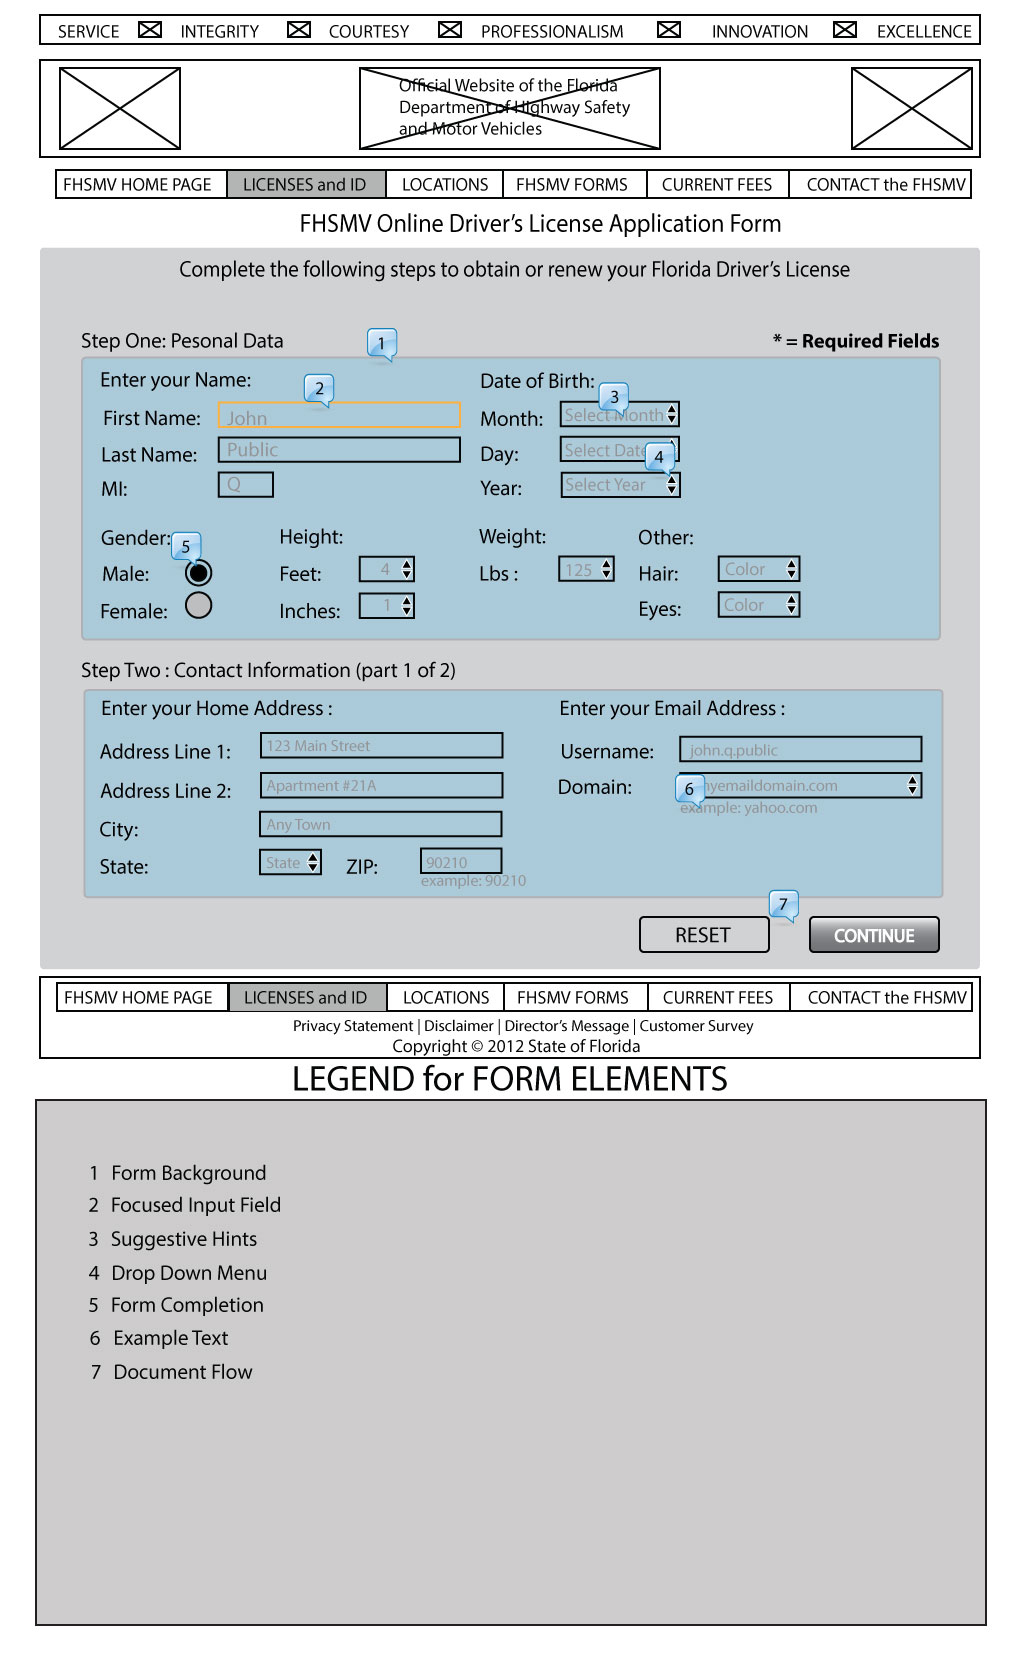 SERVICE INTEGRITY COURTESY PROFESSIONALISM INNOVATION EXCELLENCE
Official Website of the Florida
Department of Highway Safety
and Motor Vehicles
FHSMV HOME PAGE LICENSES and ID LOCATIONS FHSMV FORMS CURRENT FEES CONTACT the FHSMV
FHSMV Online Driver's License Application Form
Complete the following steps to obtain or renew your Florida Driver's License
Step One: Pesonal Data 1 * = Required Fields
Enter your Name: 2 Date of Birth: 3
First Name: John Month: Select Month
Last Name: Public Day: Select Date 4
MI: Q Year: Select Year
Gender: 5 Height: Weight: Other:
Male: Feet: 4 Lbs : 125 Hair: Color
Female: Inches: 1 Eyes: Color
Step Two : Contact Information (part 1 of 2)
Enter your Home Address : Enter your Email Address :
Address Line 1: 123 Main Street Username: john.q.public
Address Line 2: Apartment #21A Domain: 6 myemaildomain.com
example: yahoo.com
City: Any Town
State: State ZIP: 90210
example: 90210
7
RESET CONTINUE
FHSMV HOME PAGE LICENSES and ID LOCATIONS FHSMV FORMS CURRENT FEES CONTACT the FHSMV
Privacy Statement | Disclaimer | Director's Message | Customer Survey
Copyright © 2012 State of Florida
LEGEND for FORM ELEMENTS
1 Form Background
2 Focused Input Field
3 Suggestive Hints
4 Drop Down Menu
5 Form Completion
6 Example Text
7 Document Flow